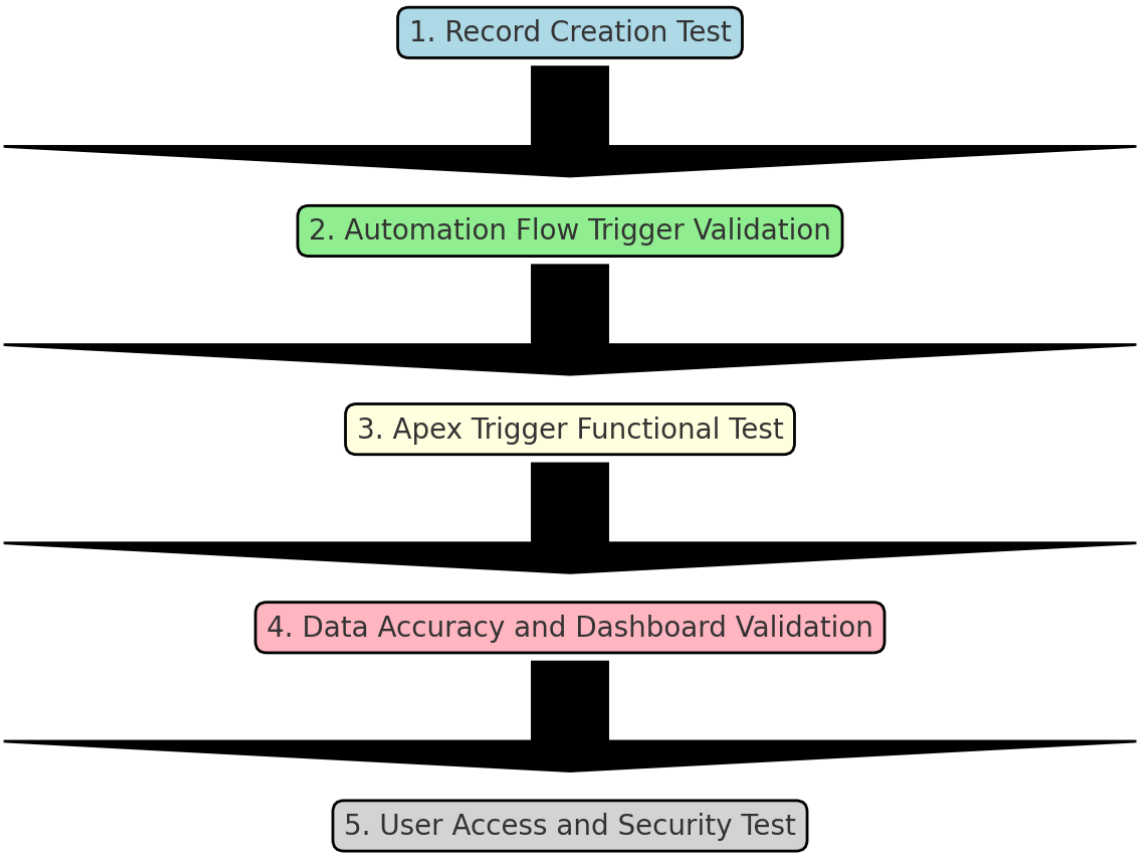 1. Record Creation Test
2. Automation Flow Trigger Validation
3. Apex Trigger Functional Test
4. Data Accuracy and Dashboard Validation
5. User Access and Security Test